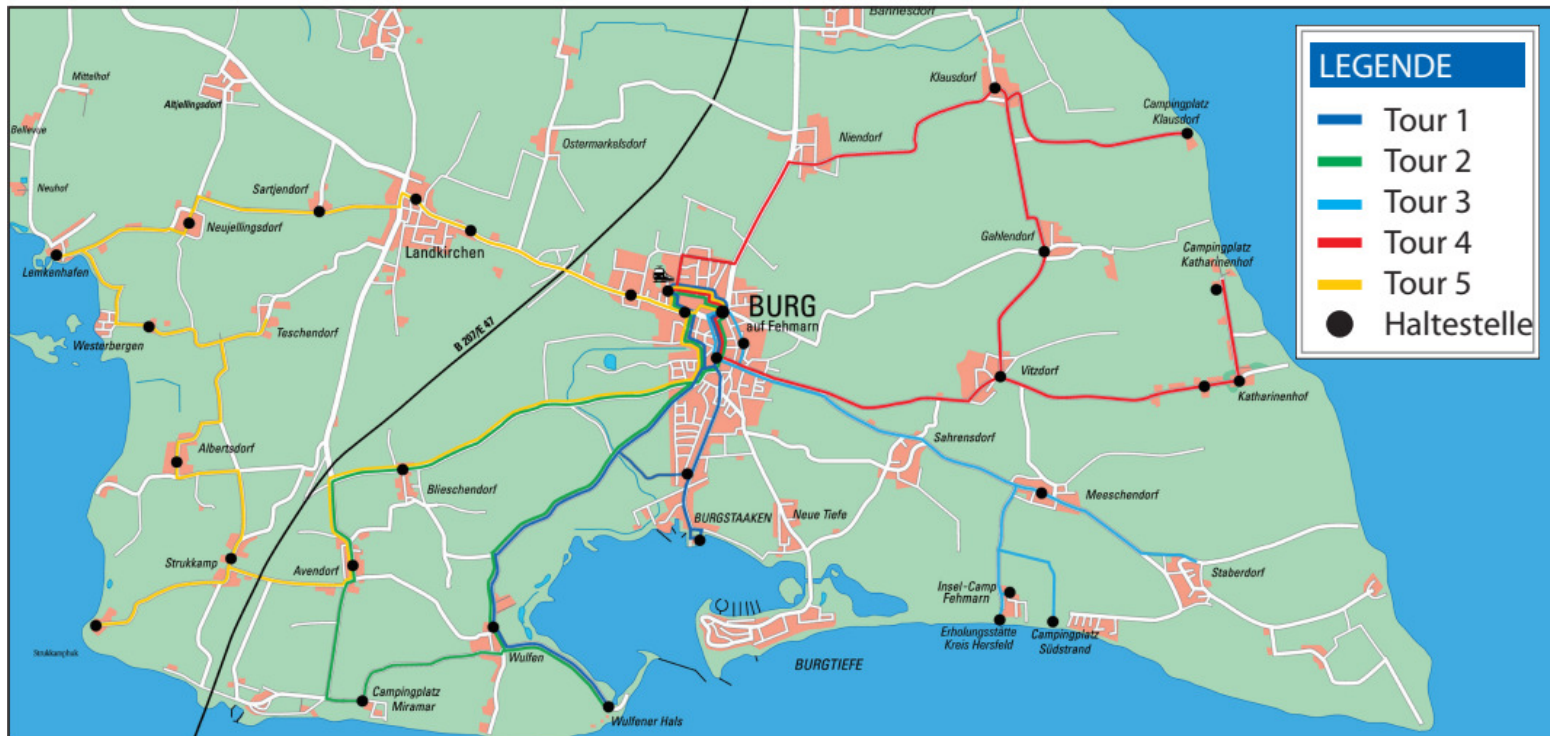 Bannesdorf
Mittelhof
Altjellingsdorf
Klausdorf
Campingplatz
Klausdorf
Bellevue
Ostermarkelsdorf
Niendorf
Neuhof
Sartjendorf
Neujellingsdorf
Landkirchen
Gahlendorf
Campingplatz
Katharinenhof
Lemkenhafen
BURG
auf Fehmarn
Teschendorf
Westerbergen
B 207/E 47
Vitzdorf
Katharinenhof
Albertsdorf
Sahrensdorf
Blieschendorf
Meeschendorf
BURGSTAAKEN
Neue Tiefe
Strukkamp
Avendorf
Staberdorf
Insel-Camp
Fehmarn
Erholungsstätte
Kreis Hersfeld
Campingplatz
Südstrand
Strukkamphuk
Wulfen
BURGTIEFE
Campingplatz
Miramar
Wulfener Hals
LEGENDE
Tour 1
Tour 2
Tour 3
Tour 4
Tour 5
Haltestelle